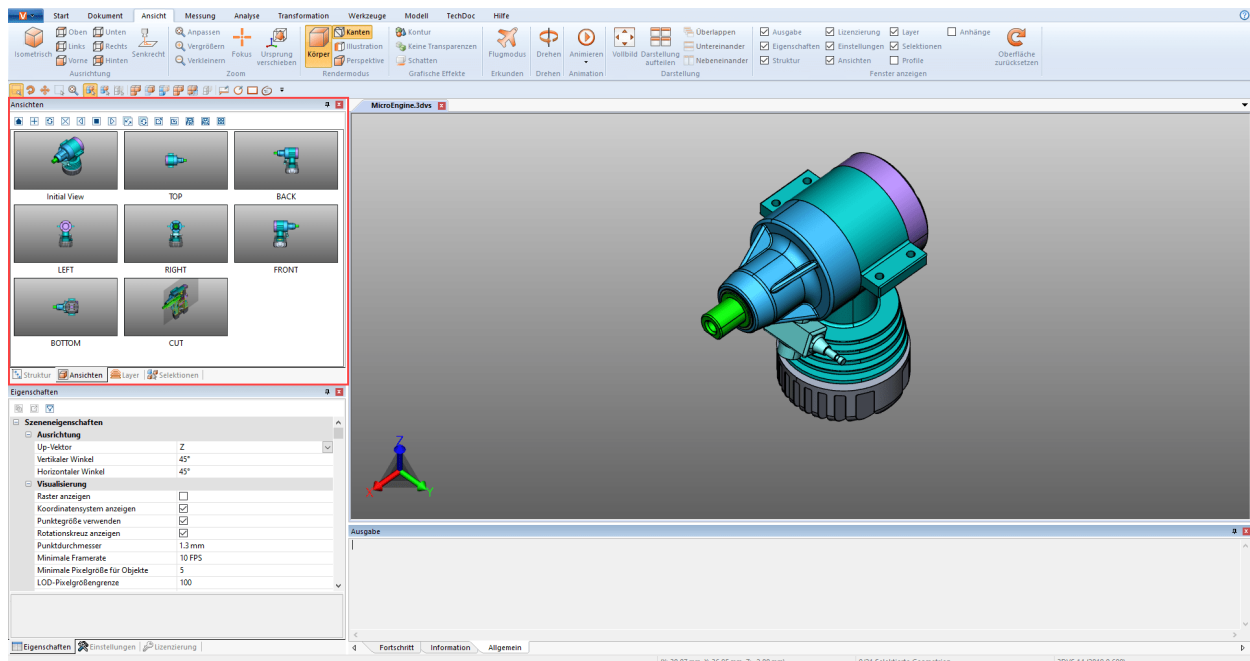 V
Start Dokument Ansicht Messung Analyse Transformation Werkzeuge Modell TechDoc Hilfe
Isometrisch
Oben Unten
Links Rechts
Vorne Hinten
Senkrecht
Ausrichtung
Anpassen
Vergrößern
Verkleinern
Fokus
Ursprung verschieben
Zoom
Körper
Kanten
Illustration
Perspektive
Rendermodus
Kontur
Keine Transparenzen
Schatten
Grafische Effekte
Flugmodus
Erkunden
Drehen
Drehen
Animieren
Animation
Vollbild
Darstellung aufteilen
Überlappen
Untereinander
Nebeneinander
Darstellung
Ausgabe Lizenzierung Layer Anhänge
Eigenschaften Einstellungen Selektionen
Struktur Ansichten Profile
Fenster anzeigen
Oberfläche zurücksetzen
Ansichten
MicroEngine.3dvs
Initial View TOP BACK
LEFT RIGHT FRONT
BOTTOM CUT
Struktur Ansichten Layer Selektionen
Eigenschaften
Szeneneigenschaften
Ausrichtung
Up-Vektor Z
Vertikaler Winkel 45°
Horizontaler Winkel 45°
Visualisierung
Raster anzeigen
Koordinatensystem anzeigen
Punktegröße verwenden
Rotationskreuz anzeigen
Punktdurchmesser 1.3 mm
Minimale Framerate 10 FPS
Minimale Pixelgröße für Objekte 5
LOD-Pixelgrößengrenze 100
Eigenschaften Einstellungen Lizenzierung
Z
X
Y
Ausgabe
Fortschritt Information Allgemein